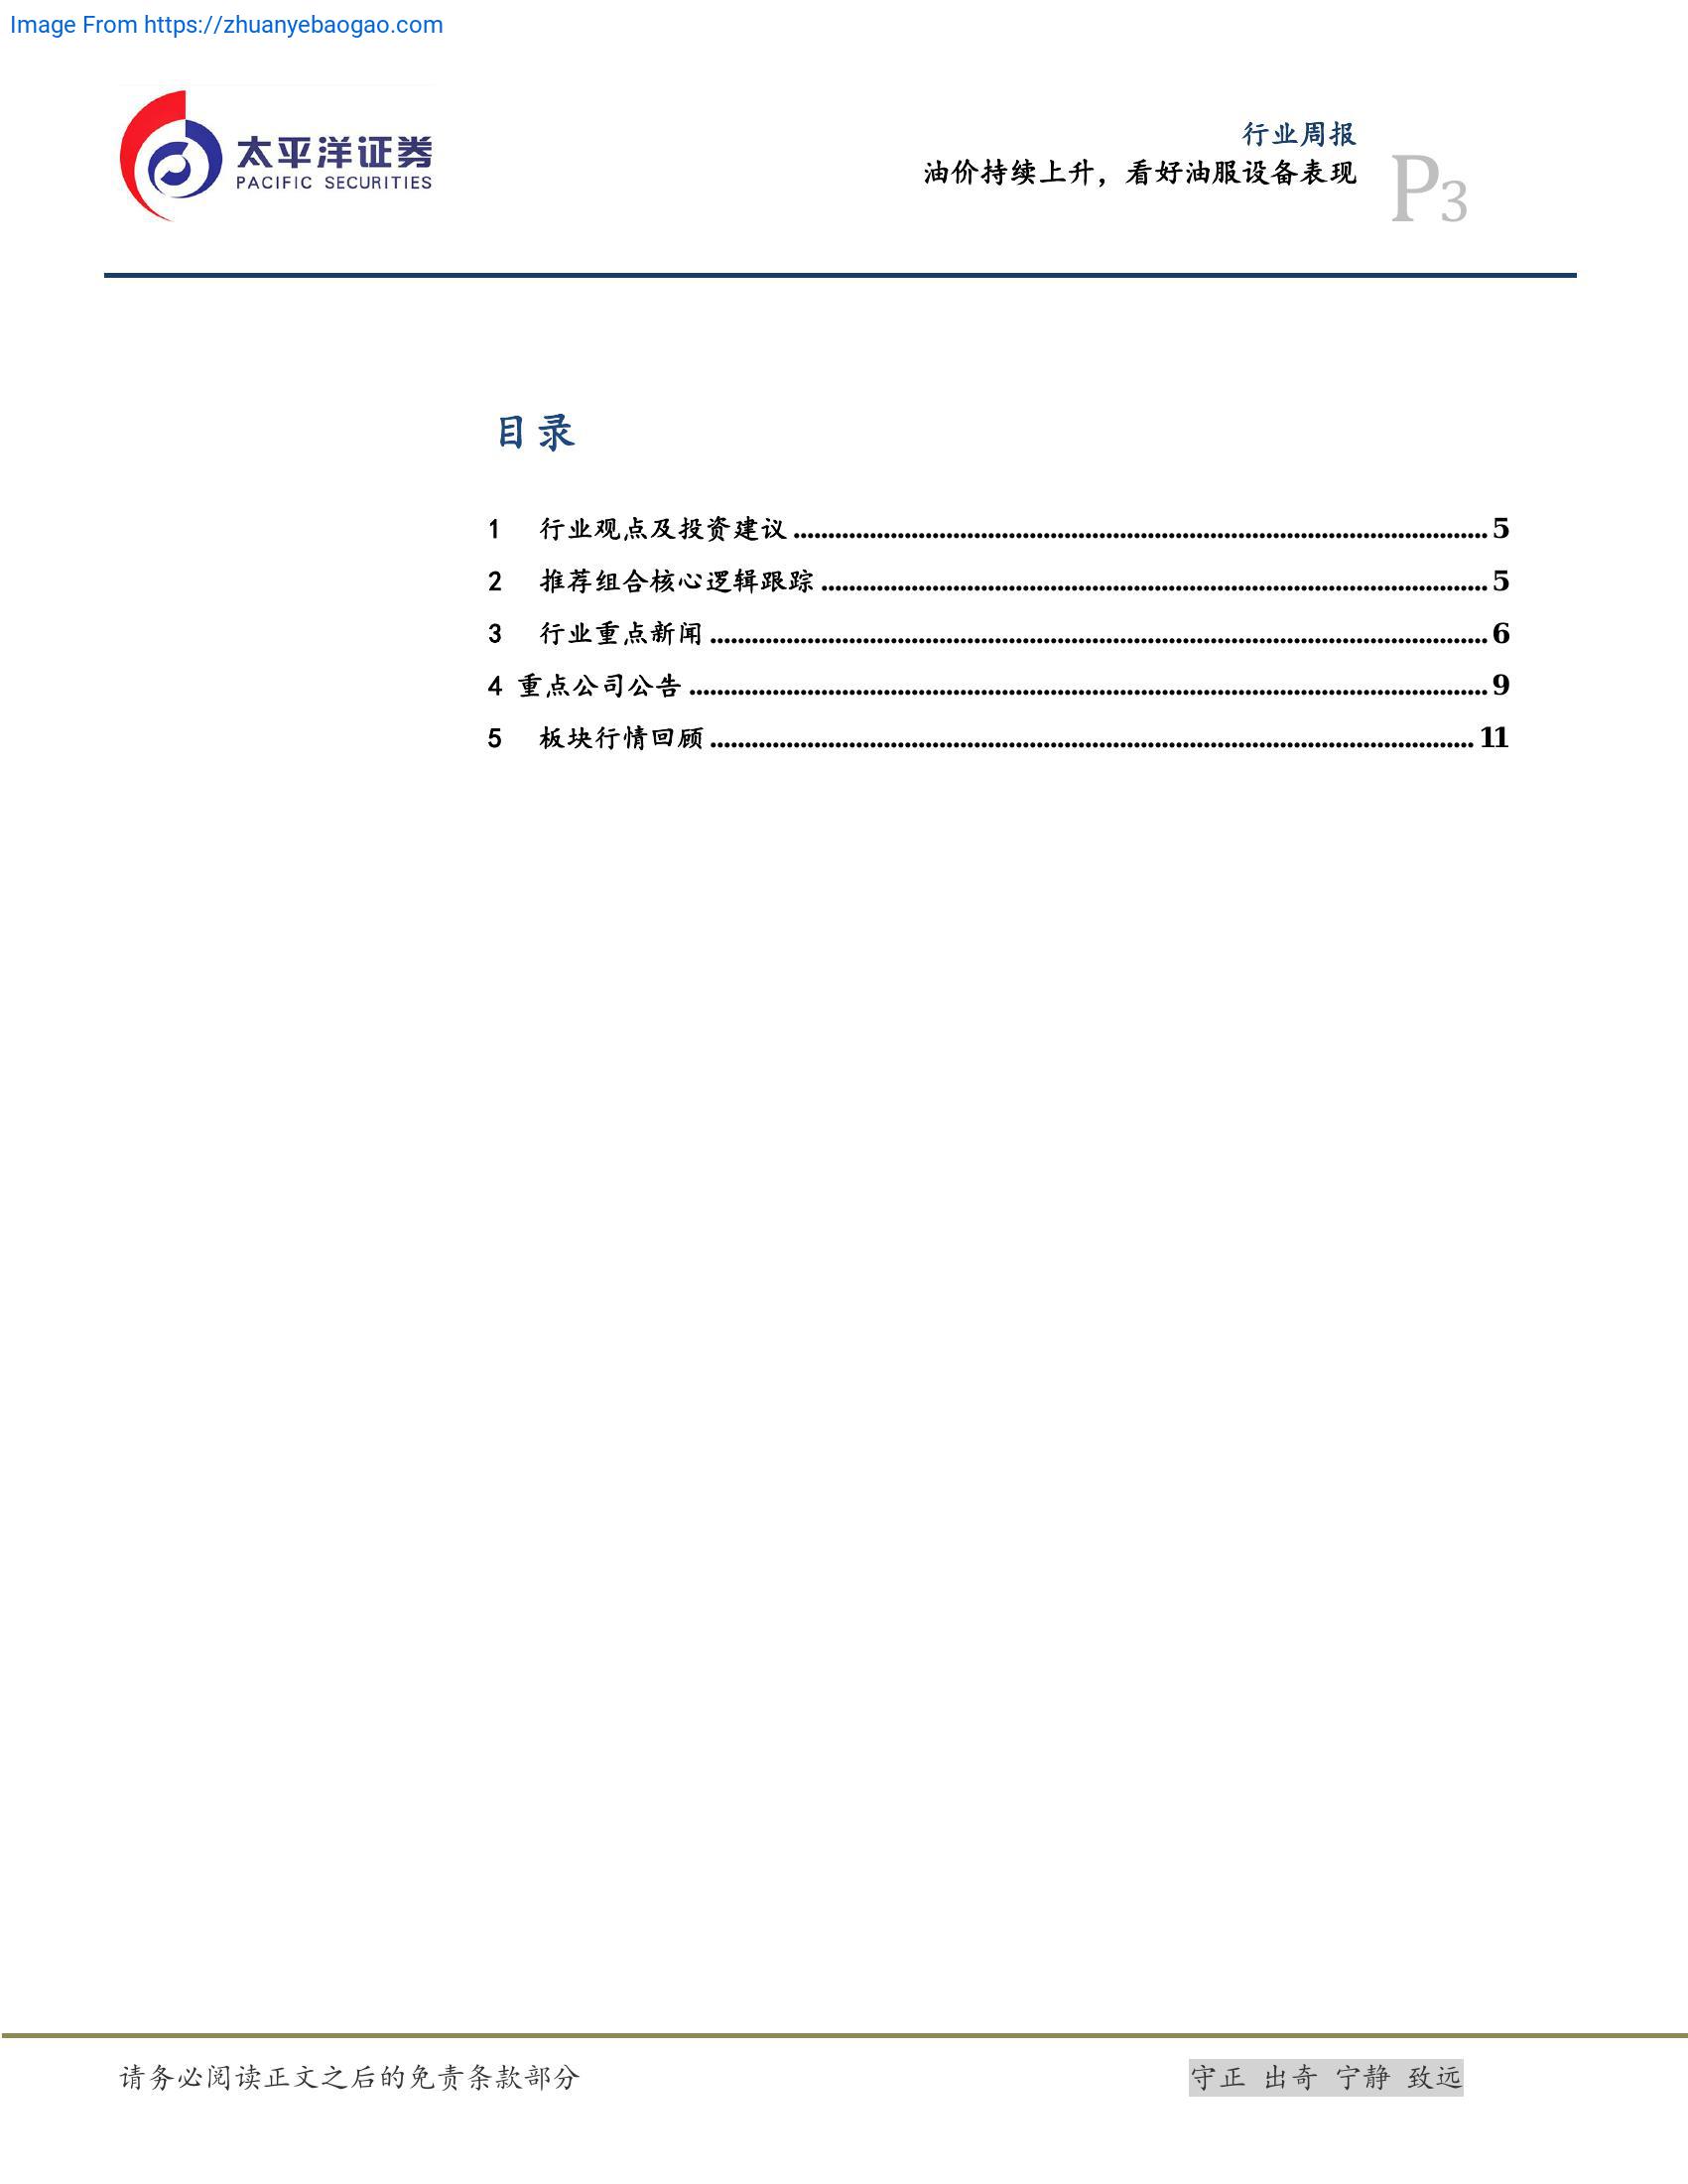 Image From https://zhuanyebaogao.com
太平洋证券
PACIFIC SECURITIES
行业周报
油价持续上升，看好油服设备表现
P3
目录
1 行业观点及投资建议 5
2 推荐组合核心逻辑跟踪 5
3 行业重点新闻 6
4 重点公司公告 9
5 板块行情回顾 11
请务必阅读正文之后的免责条款部分
守正 出奇 宁静 致远